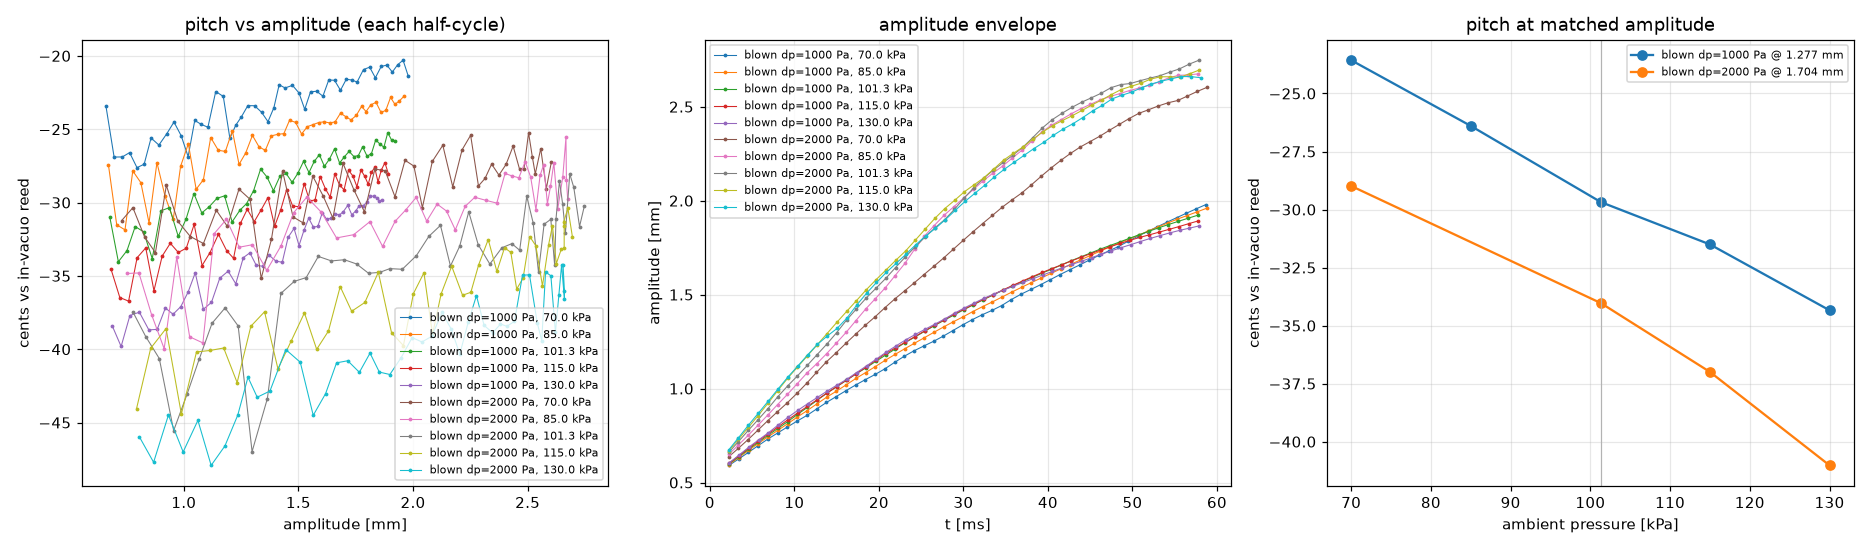 pitch vs amplitude (each half-cycle)
cents vs in-vacuo reed
−20
−25
−30
−35
−40
−45
blown dp=1000 Pa, 70.0 kPa
blown dp=1000 Pa, 85.0 kPa
blown dp=1000 Pa, 101.3 kPa
blown dp=1000 Pa, 115.0 kPa
blown dp=1000 Pa, 130.0 kPa
blown dp=2000 Pa, 70.0 kPa
blown dp=2000 Pa, 85.0 kPa
blown dp=2000 Pa, 101.3 kPa
blown dp=2000 Pa, 115.0 kPa
blown dp=2000 Pa, 130.0 kPa
1.0 1.5 2.0 2.5
amplitude [mm]
amplitude envelope
amplitude [mm]
blown dp=1000 Pa, 70.0 kPa
blown dp=1000 Pa, 85.0 kPa
blown dp=1000 Pa, 101.3 kPa
blown dp=1000 Pa, 115.0 kPa
blown dp=1000 Pa, 130.0 kPa
blown dp=2000 Pa, 70.0 kPa
blown dp=2000 Pa, 85.0 kPa
blown dp=2000 Pa, 101.3 kPa
blown dp=2000 Pa, 115.0 kPa
blown dp=2000 Pa, 130.0 kPa
2.5
2.0
1.5
1.0
0.5
0 10 20 30 40 50 60
t [ms]
pitch at matched amplitude
cents vs in-vacuo reed
blown dp=1000 Pa @ 1.277 mm
blown dp=2000 Pa @ 1.704 mm
−25.0
−27.5
−30.0
−32.5
−35.0
−37.5
−40.0
70 80 90 100 110 120 130
ambient pressure [kPa]